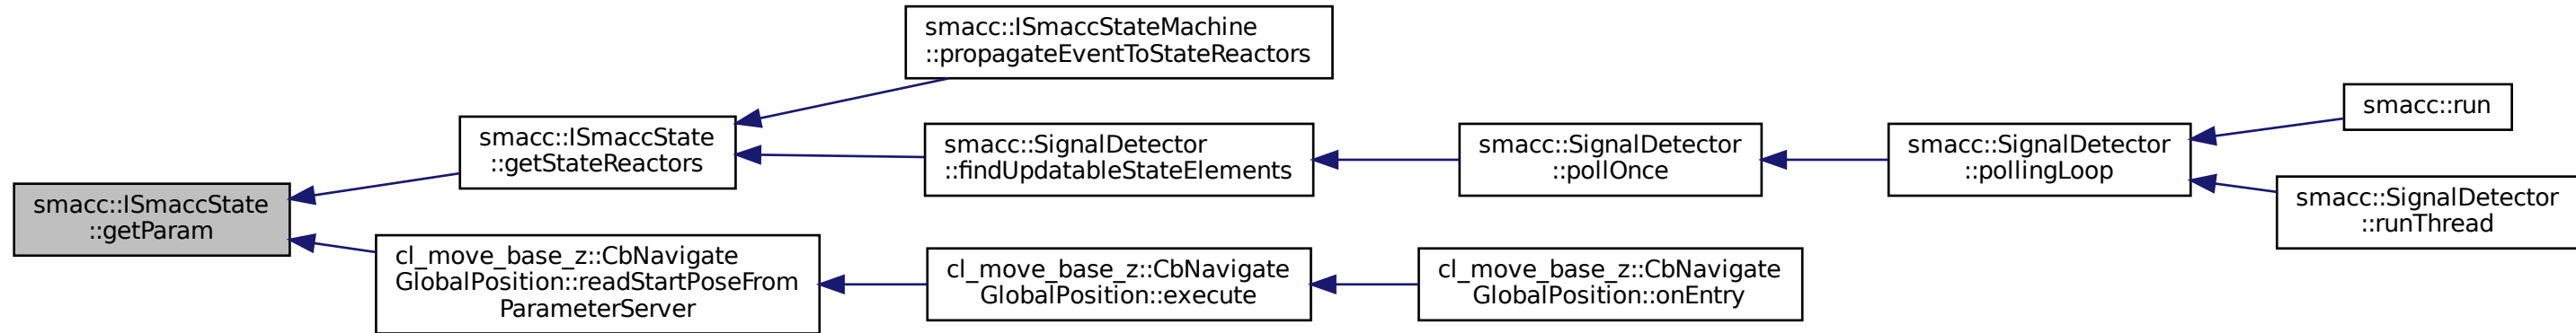 smacc::ISmaccState
::getParam
smacc::ISmaccState
::getStateReactors
smacc::ISmaccStateMachine
::propagateEventToStateReactors
smacc::SignalDetector
::findUpdatableStateElements
smacc::SignalDetector
::pollOnce
smacc::SignalDetector
::pollingLoop
smacc::run
smacc::SignalDetector
::runThread
cl_move_base_z::CbNavigate
GlobalPosition::readStartPoseFrom
ParameterServer
cl_move_base_z::CbNavigate
GlobalPosition::execute
cl_move_base_z::CbNavigate
GlobalPosition::onEntry